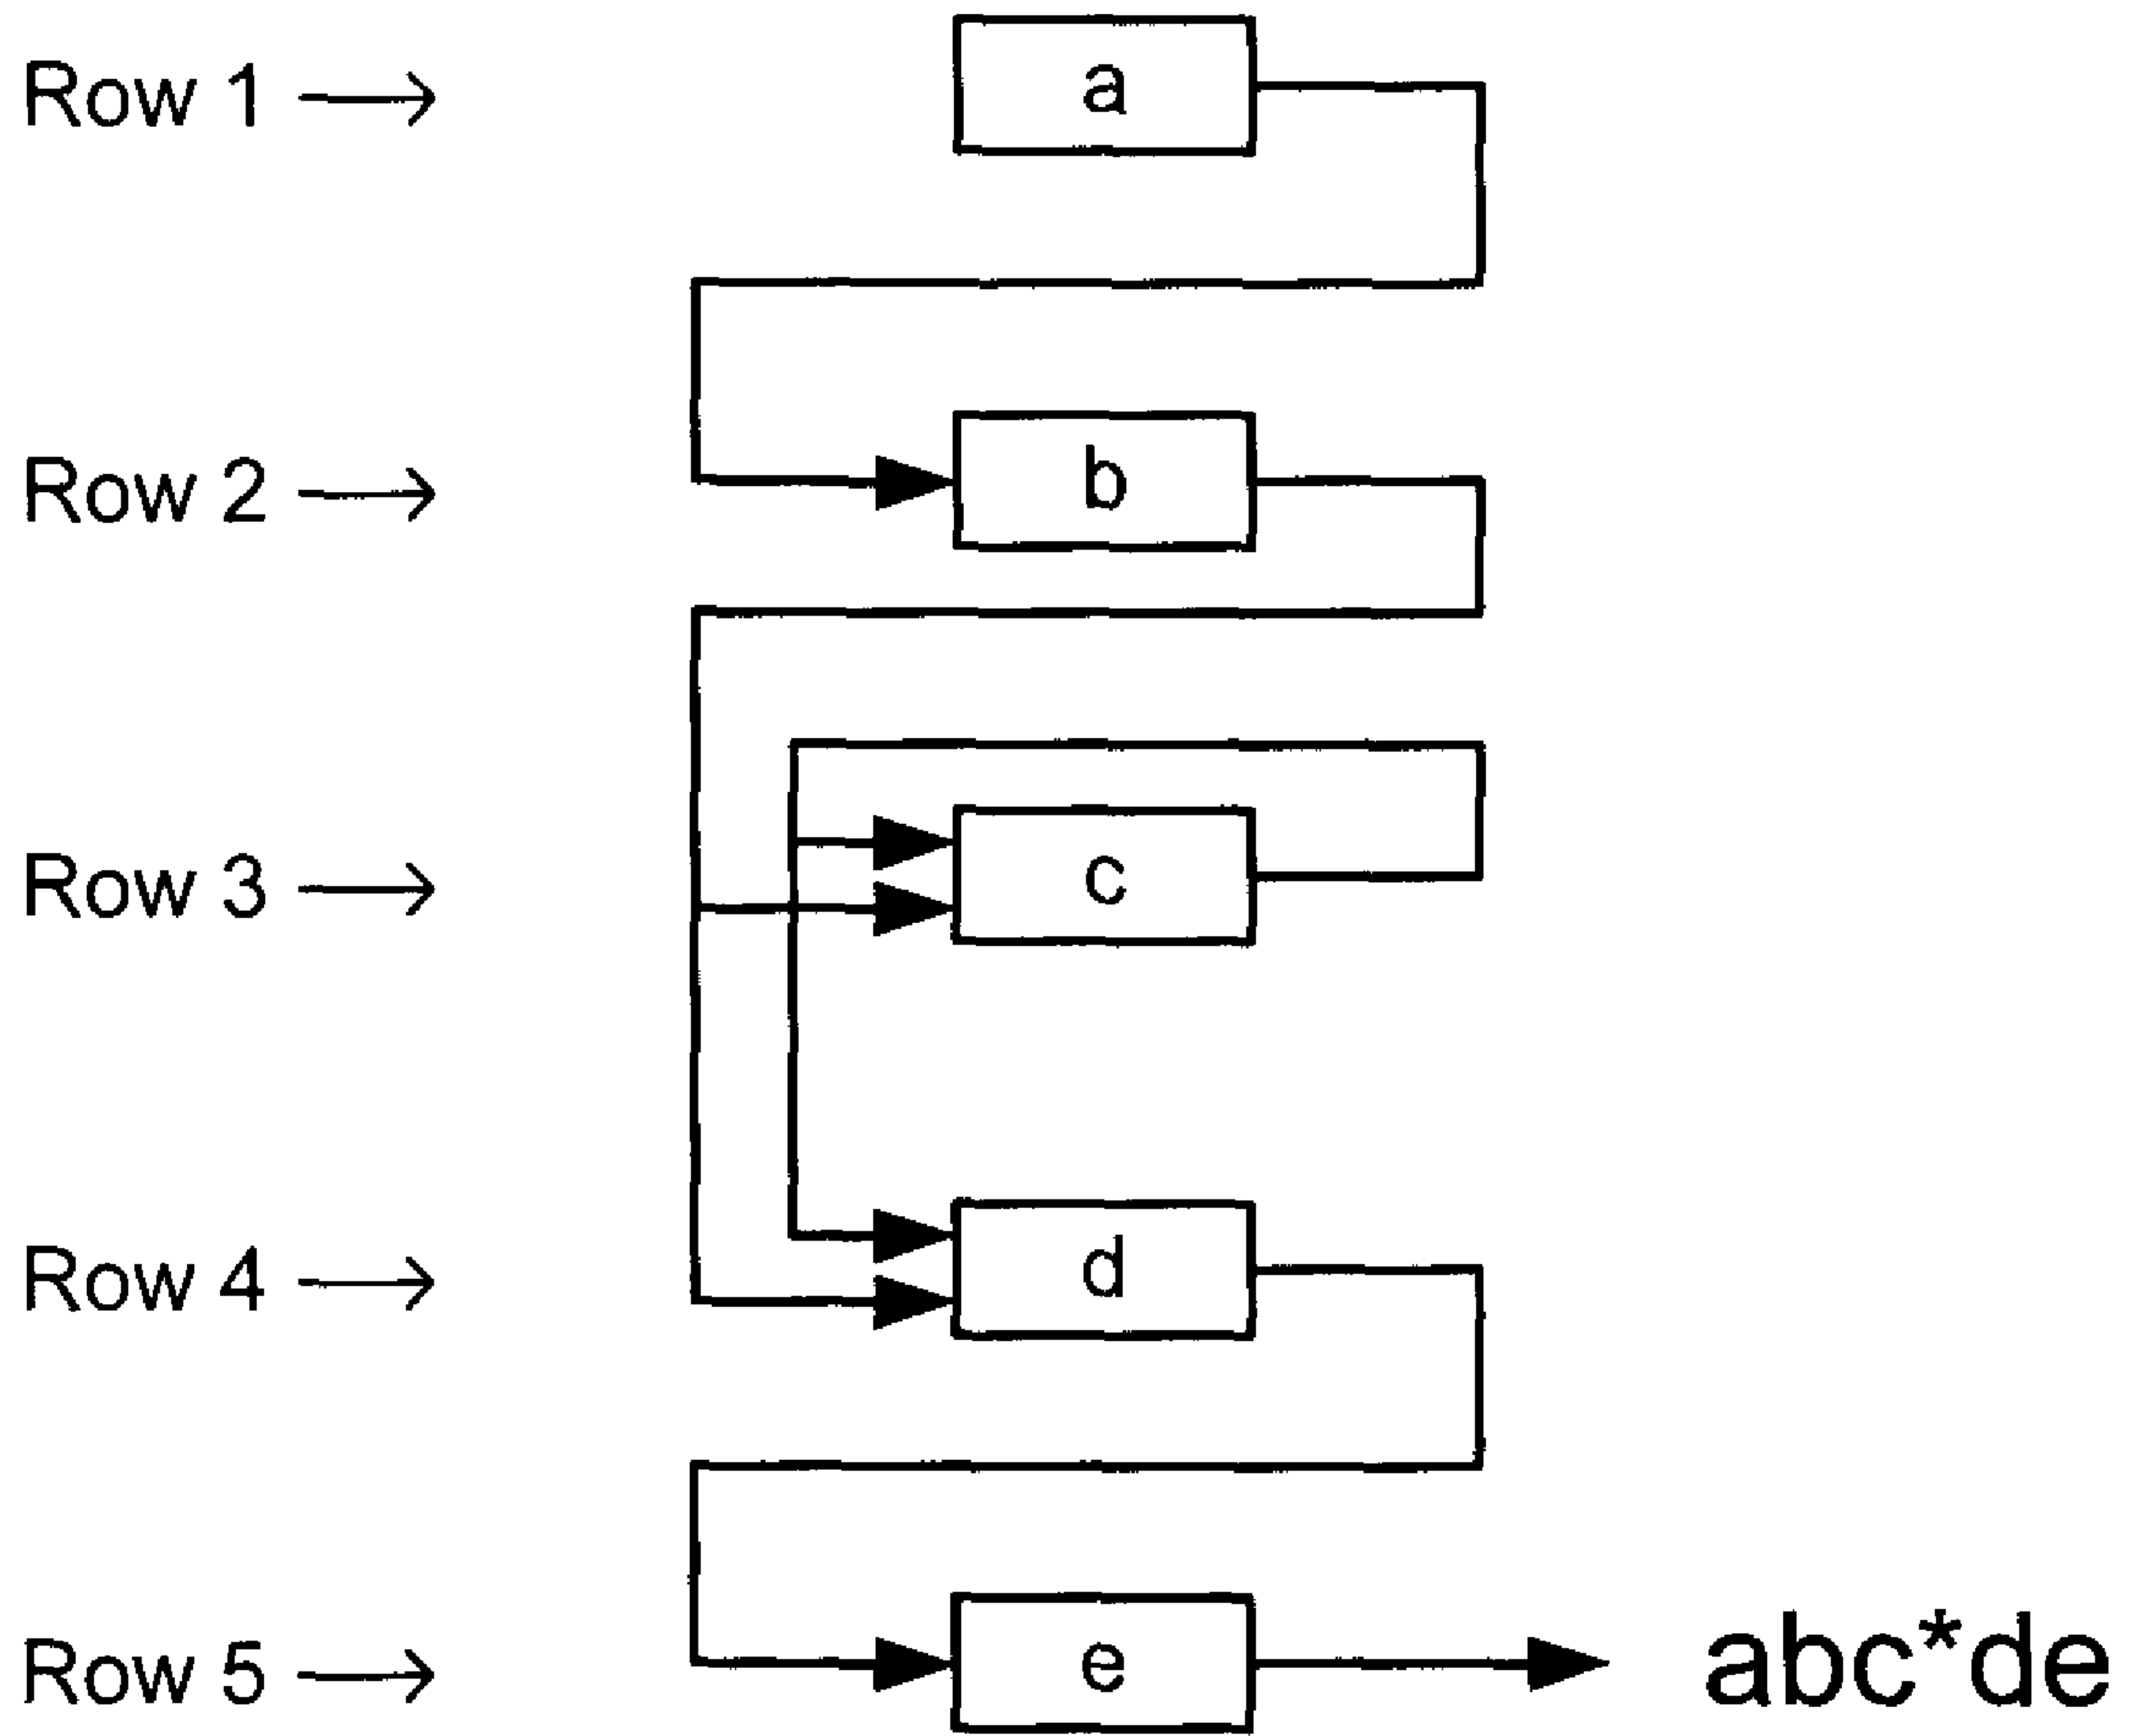 Row 1 → a
Row 2 → b
Row 3 → c
Row 4 → d
Row 5 → e abc*de